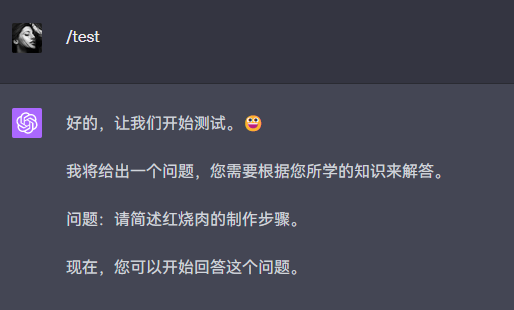 /test
好的，让我们开始测试。😀
我将给出一个问题，您需要根据您所学的知识来解答。
问题：请简述红烧肉的制作步骤。
现在，您可以开始回答这个问题。